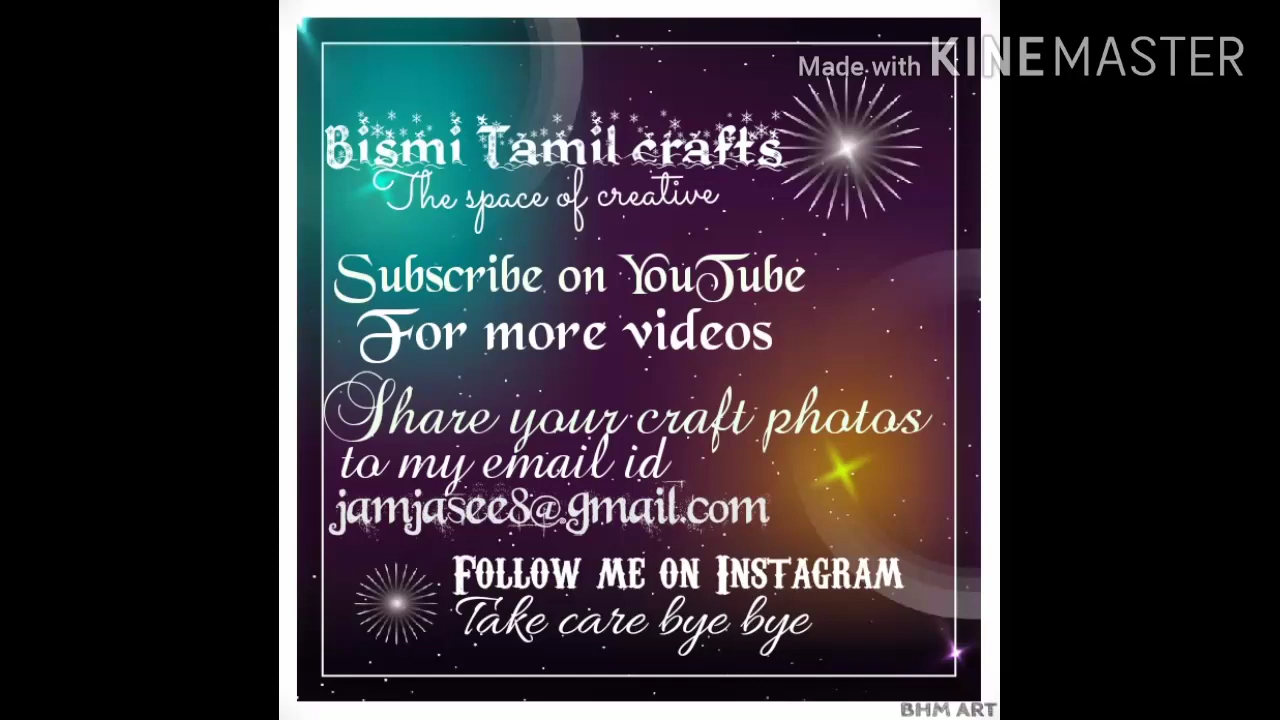 Made with KINEMASTER
Bismi Tamil crafts
The space of creative
Subscribe on YouTube
For more videos
Share your craft photos
to my email id
jamjasee8@gmail.com
Follow me on Instagram
Take care bye bye
BHM ART